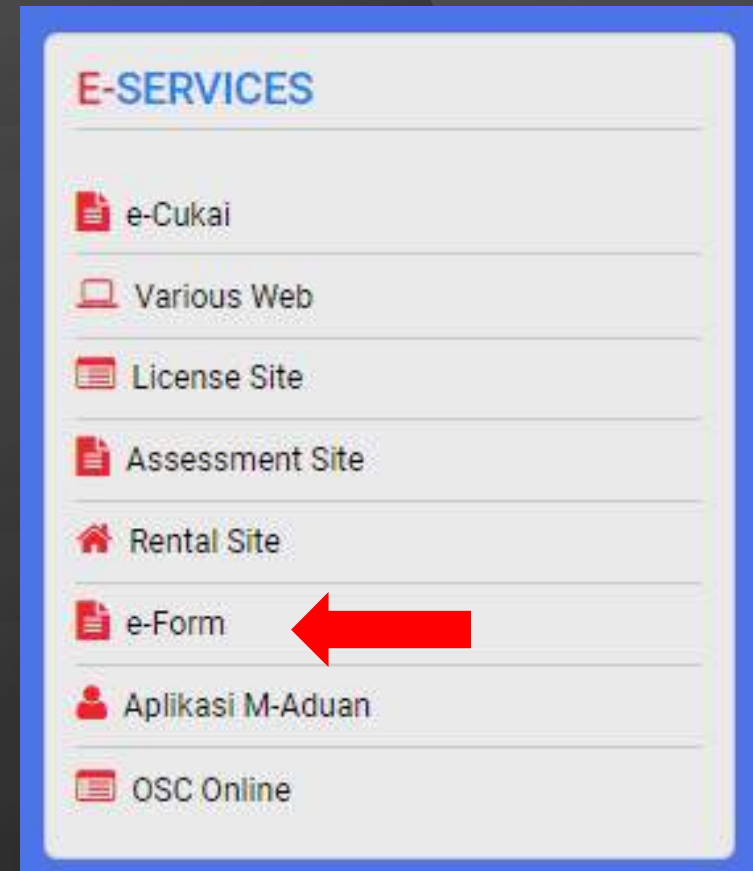 E-SERVICES
e-Cukai
Various Web
License Site
Assessment Site
Rental Site
e-Form
Aplikasi M-Aduan
OSC Online